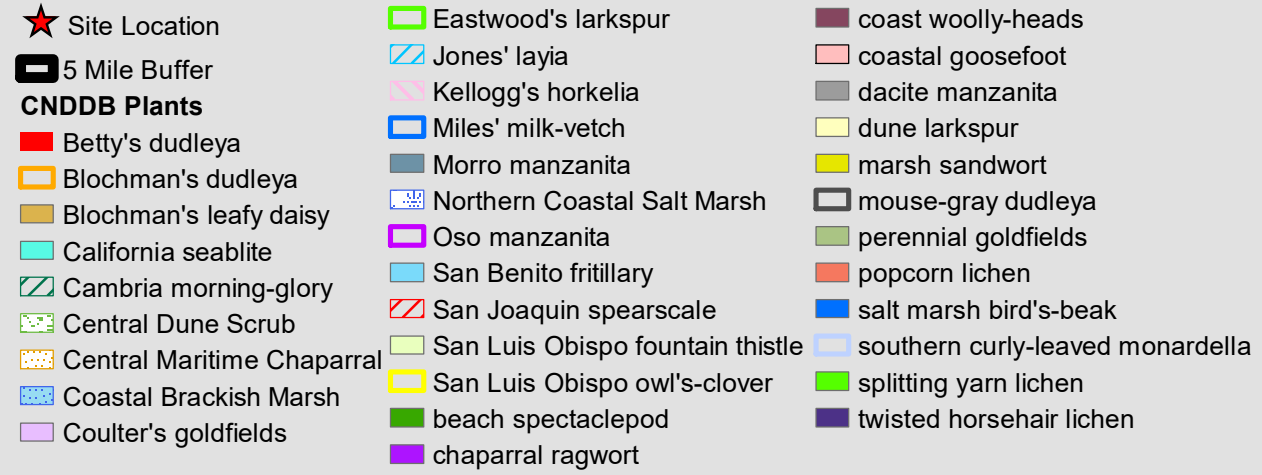 Site Location
5 Mile Buffer
CNDDB Plants
Betty's dudleya
Blochman's dudleya
Blochman's leafy daisy
California seablite
Cambria morning-glory
Central Dune Scrub
Central Maritime Chaparral
Coastal Brackish Marsh
Coulter's goldfields
Eastwood's larkspur
Jones' layia
Kellogg's horkelia
Miles' milk-vetch
Morro manzanita
Northern Coastal Salt Marsh
Oso manzanita
San Benito fritillary
San Joaquin spearscale
San Luis Obispo fountain thistle
San Luis Obispo owl's-clover
beach spectaclepod
chaparral ragwort
coast woolly-heads
coastal goosefoot
dacite manzanita
dune larkspur
marsh sandwort
mouse-gray dudleya
perennial goldfields
popcorn lichen
salt marsh bird's-beak
southern curly-leaved monardella
splitting yarn lichen
twisted horsehair lichen